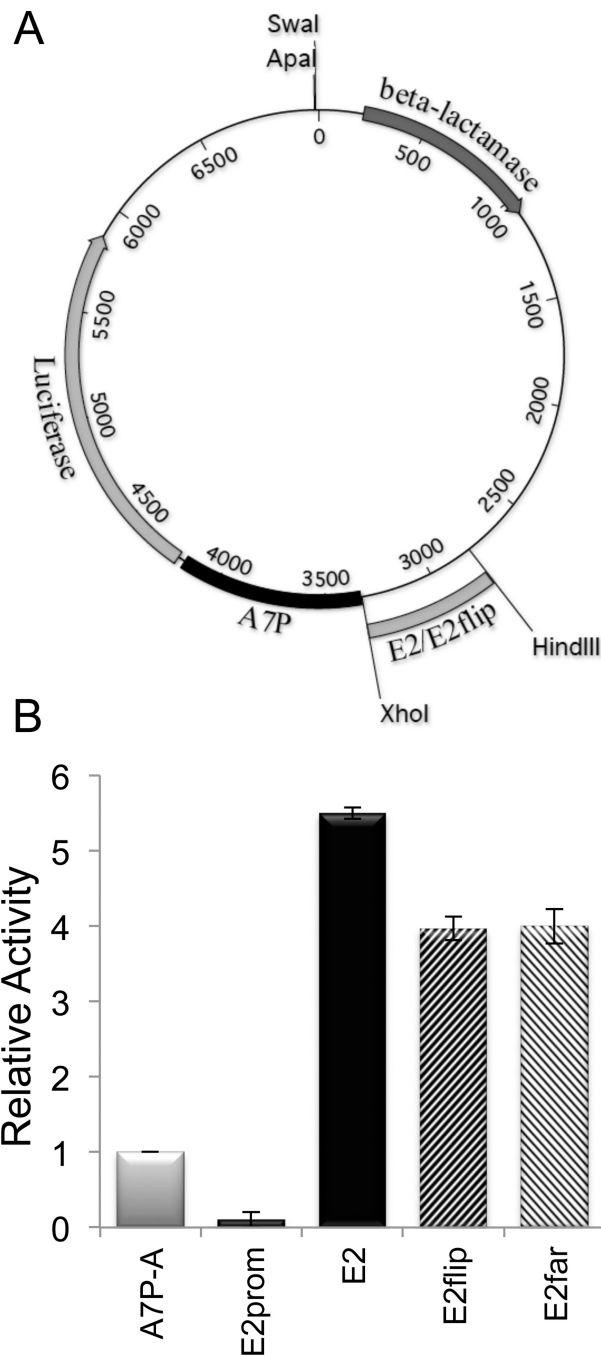 A
SwaI
ApaI
beta-lactamase
0
500
1000
1500
2000
2500
3000
3500
4000
4500
5000
5500
6000
6500
Luciferase
A7P
E2/E2flip
HindIII
XhoI
B
Relative Activity
6
5
4
3
2
1
0
A7P-A
E2prom
E2
E2flip
E2far